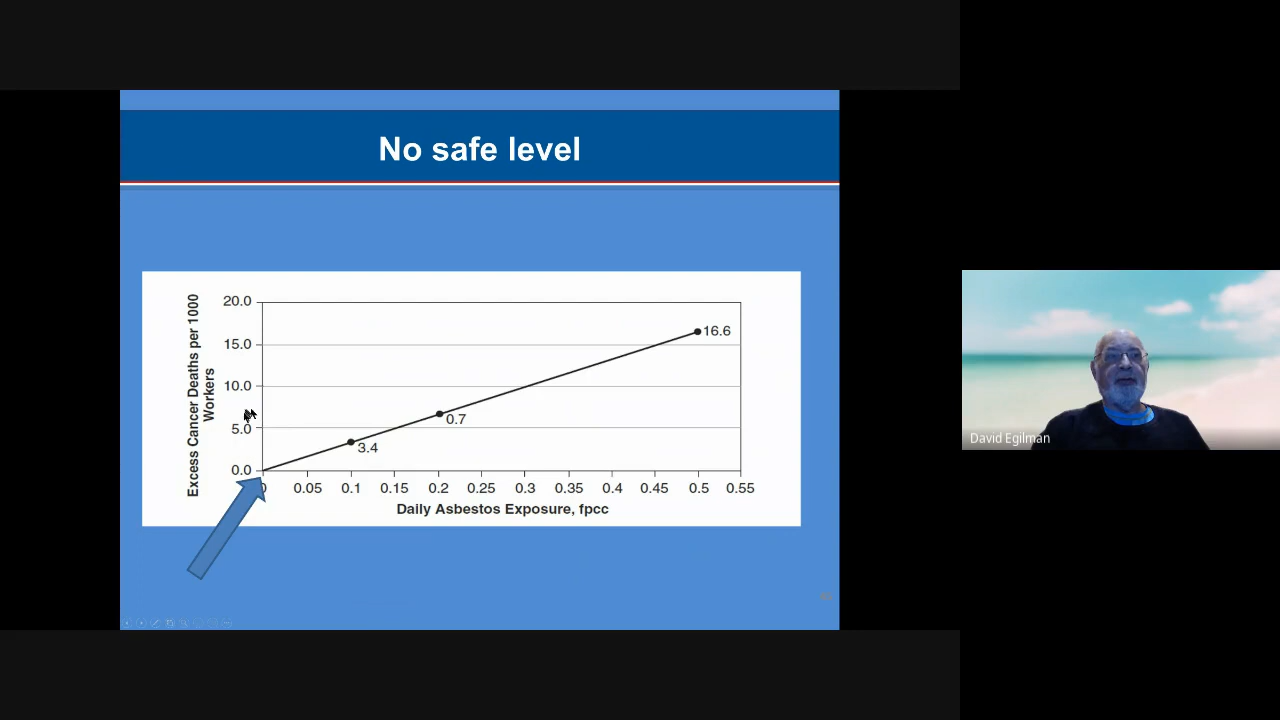 No safe level
Excess Cancer Deaths per 1000
Workers
20.0
15.0
10.0
5.0
0.0
16.6
0.7
3.4
0 0.05 0.1 0.15 0.2 0.25 0.3 0.35 0.4 0.45 0.5 0.55
Daily Asbestos Exposure, fpcc
David Egilman